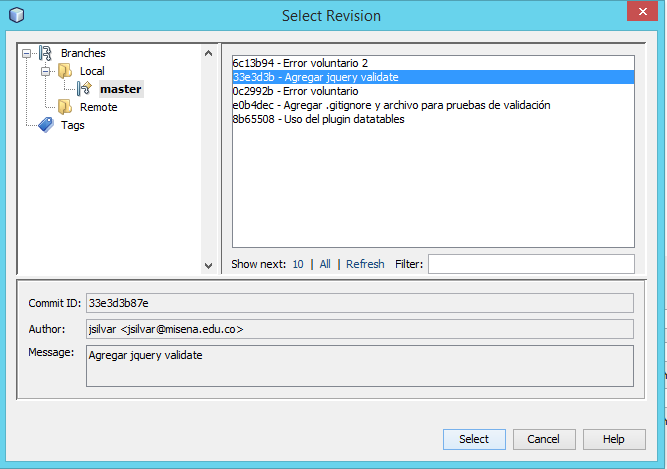 Select Revision
Branches
Local
master
Remote
Tags
6c13b94 - Error voluntario 2
33e3d3b - Agregar jquery validate
0c2992b - Error voluntario
e0b4dec - Agregar .gitignore y archivo para pruebas de validación
8b65508 - Uso del plugin datatables
Show next: 10 | All | Refresh Filter:
Commit ID: 33e3d3b87e
Author: jsilvar <jsilvar@misena.edu.co>
Message: Agregar jquery validate
Select Cancel Help